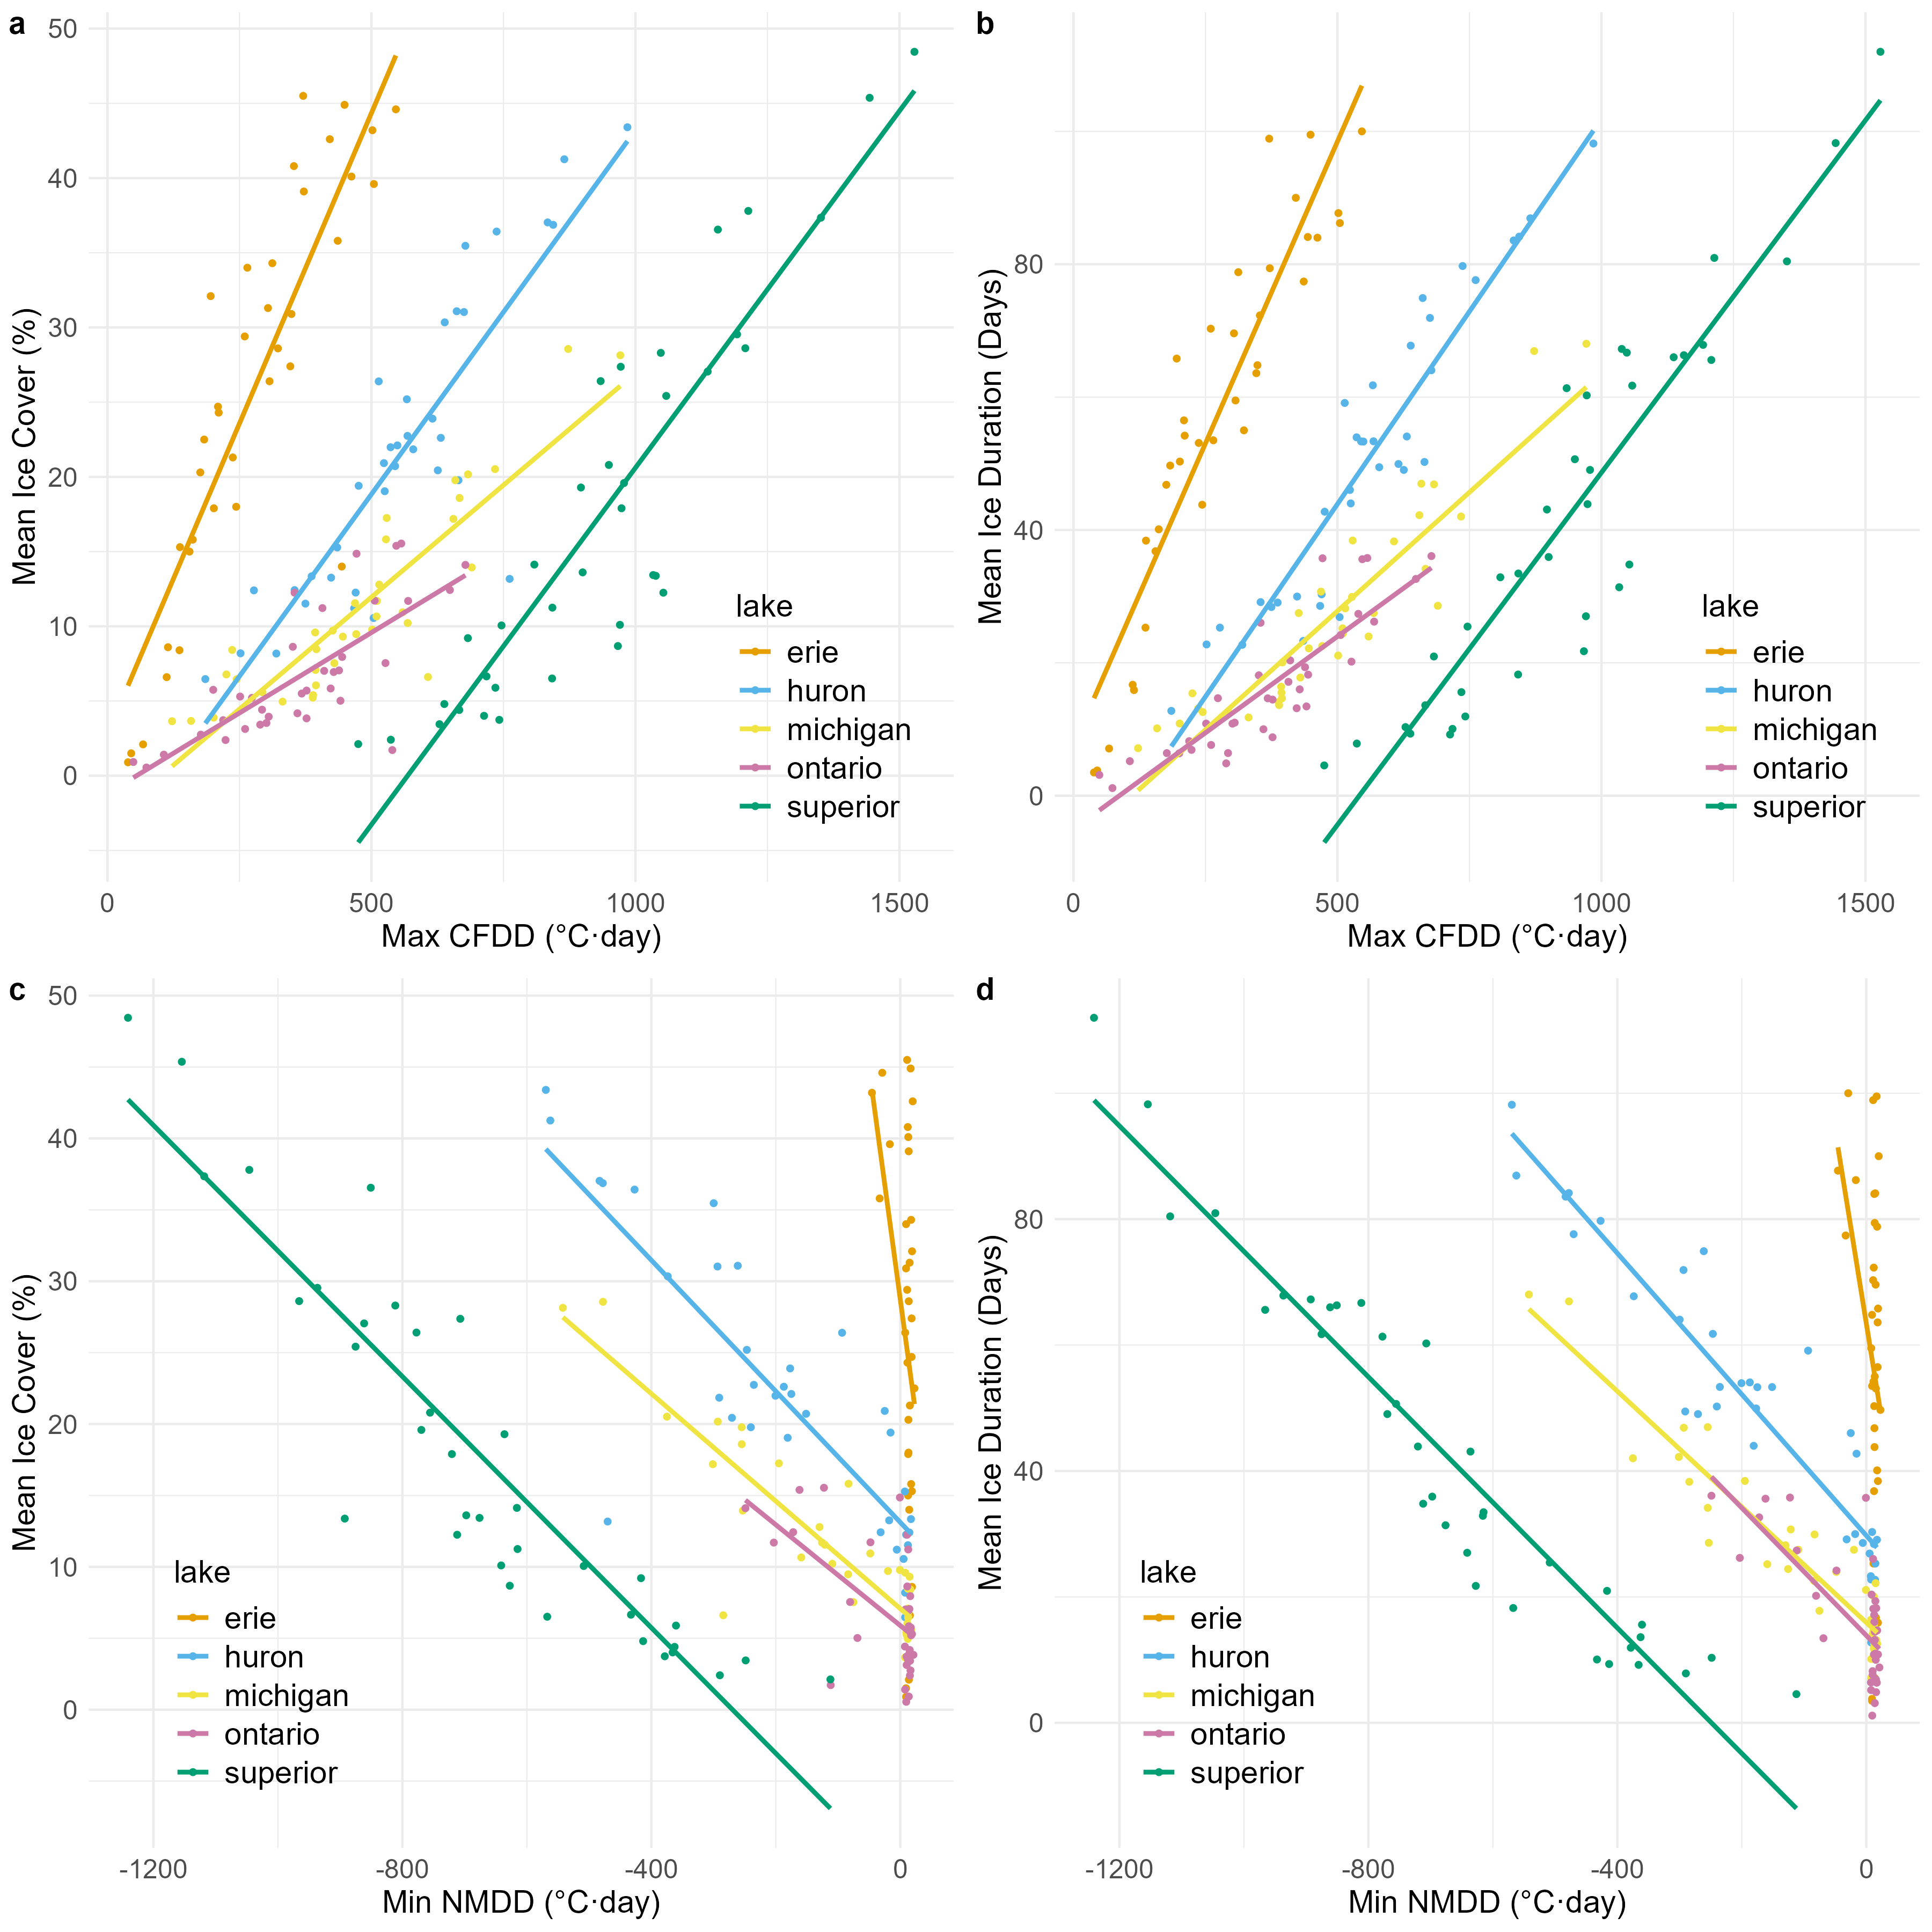 a
50
40
30
20
10
0
Mean Ice Cover (%)
0 500 1000 1500
Max CFDD (°C·day)
lake
erie
huron
michigan
ontario
superior
b
80
40
0
Mean Ice Duration (Days)
0 500 1000 1500
Max CFDD (°C·day)
lake
erie
huron
michigan
ontario
superior
c
50
40
30
20
10
0
Mean Ice Cover (%)
-1200 -800 -400 0
Min NMDD (°C·day)
lake
erie
huron
michigan
ontario
superior
d
80
40
0
Mean Ice Duration (Days)
-1200 -800 -400 0
Min NMDD (°C·day)
lake
erie
huron
michigan
ontario
superior